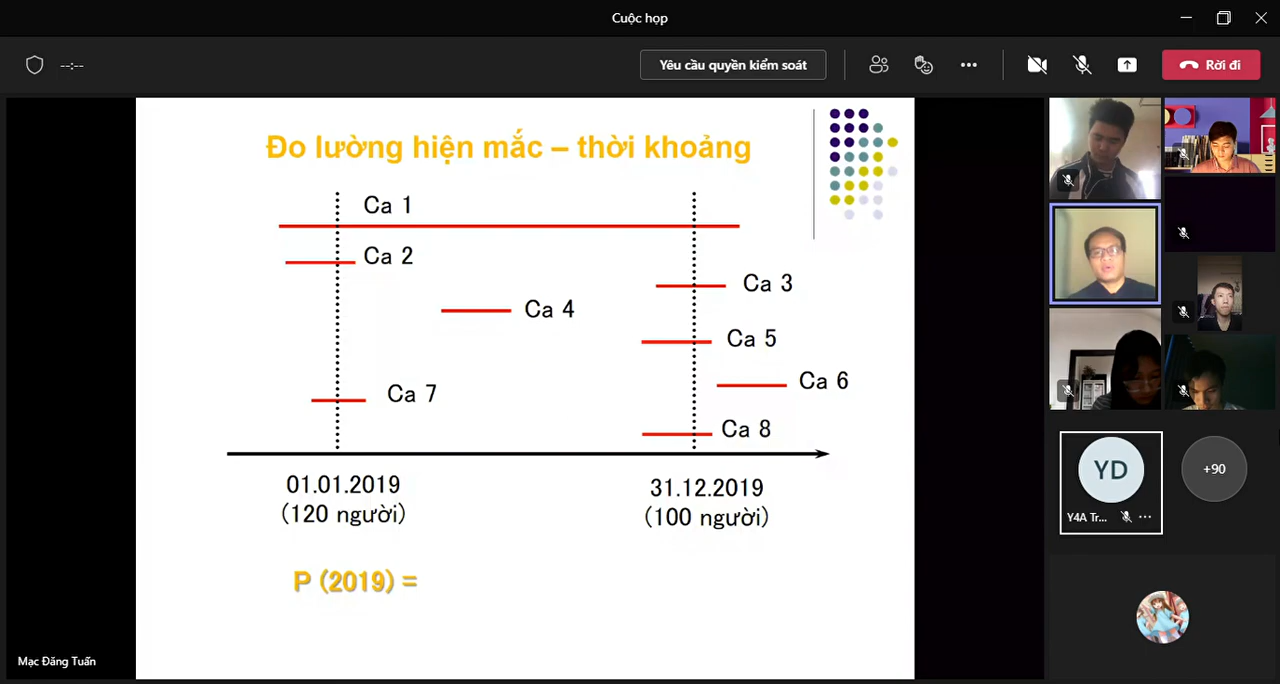 Cuộc họp
--:--
Yêu cầu quyền kiểm soát
Rời đi
Đo lường hiện mắc – thời khoảng
Ca 1
Ca 2
Ca 3
Ca 4
Ca 5
Ca 6
Ca 7
Ca 8
01.01.2019
(120 người)
31.12.2019
(100 người)
P (2019) =
Mạc Đăng Tuấn
YD
Y4A Tr...
+90